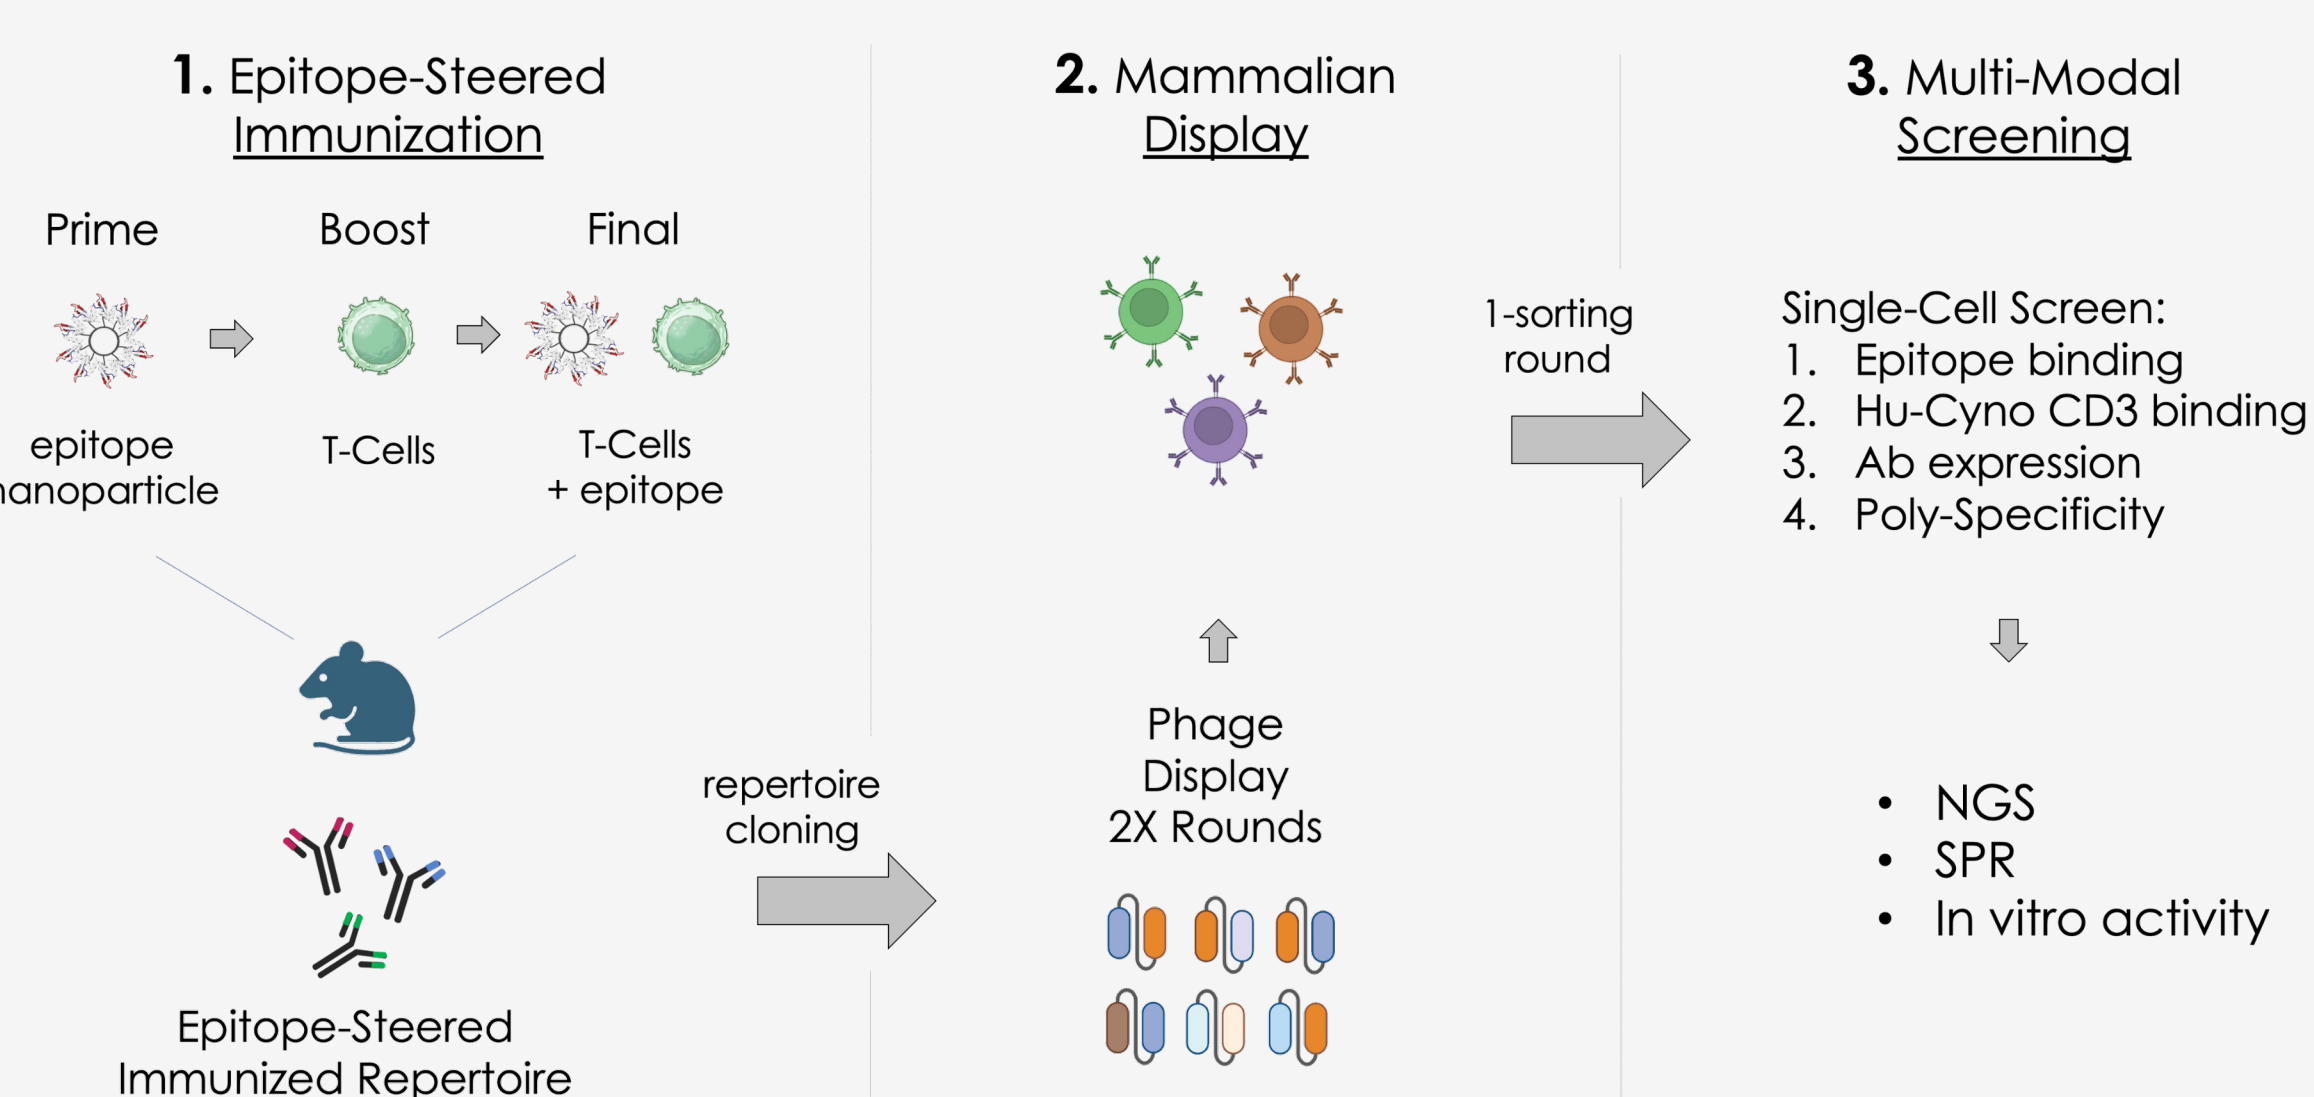 1. Epitope-Steered
Immunization
Prime
Boost
Final
epitope
nanoparticle
T-Cells
T-Cells
+ epitope
Epitope-Steered
Immunized Repertoire
repertoire
cloning
2. Mammalian
Display
Phage
Display
2X Rounds
1-sorting
round
3. Multi-Modal
Screening
Single-Cell Screen:
1. Epitope binding
2. Hu-Cyno CD3 binding
3. Ab expression
4. Poly-Specificity
• NGS
• SPR
• In vitro activity